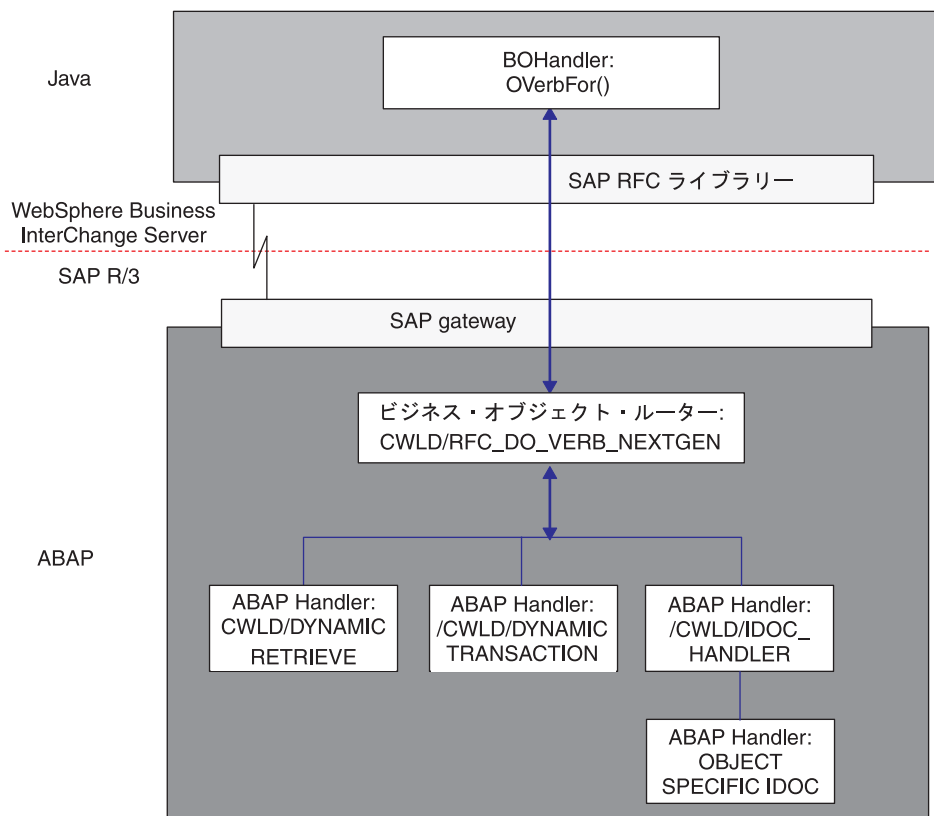 Java
BOHandler:
OVerbFor()
SAP RFC ライブラリー
WebSphere Business
InterChange Server
SAP R/3
SAP gateway
ビジネス・オブジェクト・ルーター:
CWLD/RFC_DO_VERB_NEXTGEN
ABAP
ABAP Handler:
CWLD/DYNAMIC
RETRIEVE
ABAP Handler:
/CWLD/DYNAMIC
TRANSACTION
ABAP Handler:
/CWLD/IDOC_
HANDLER
ABAP Handler:
OBJECT
SPECIFIC IDOC